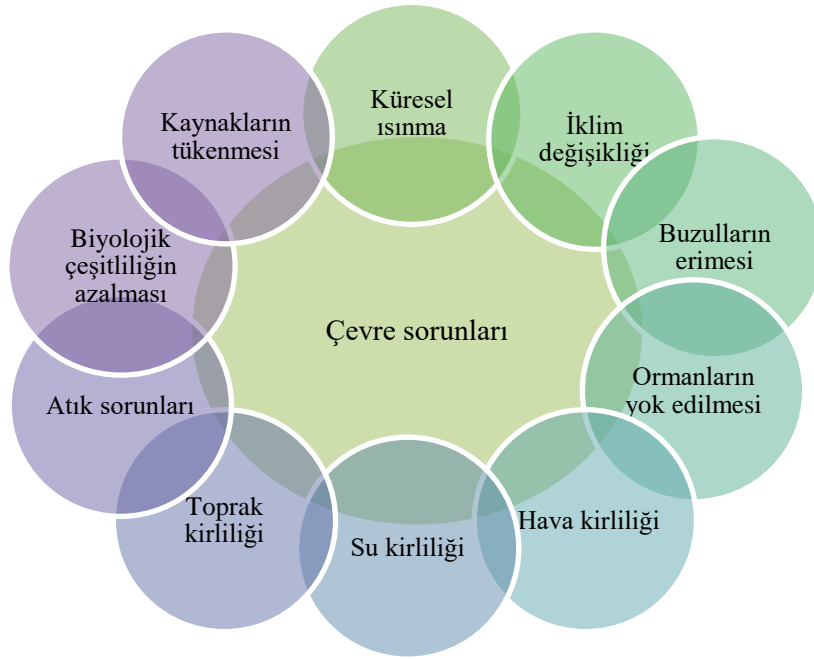 Küresel
ısınma
İklim
değişikliği
Buzulların
erimesi
Ormanların
yok edilmesi
Hava kirliliği
Su kirliliği
Toprak
kirliliği
Atık sorunları
Biyolojik
çeşitliliğin
azalması
Kaynakların
tükenmesi
Çevre sorunları